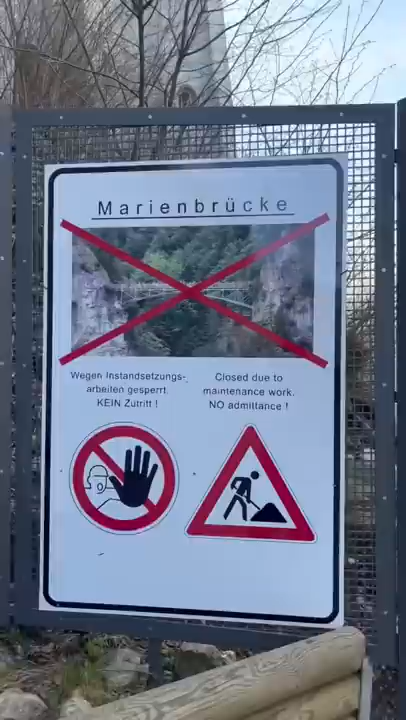 Marienbrücke
Wegen Instandsetzungs-
arbeiten gesperrt.
KEIN Zutritt !
Closed due to
maintenance work.
NO admittance !